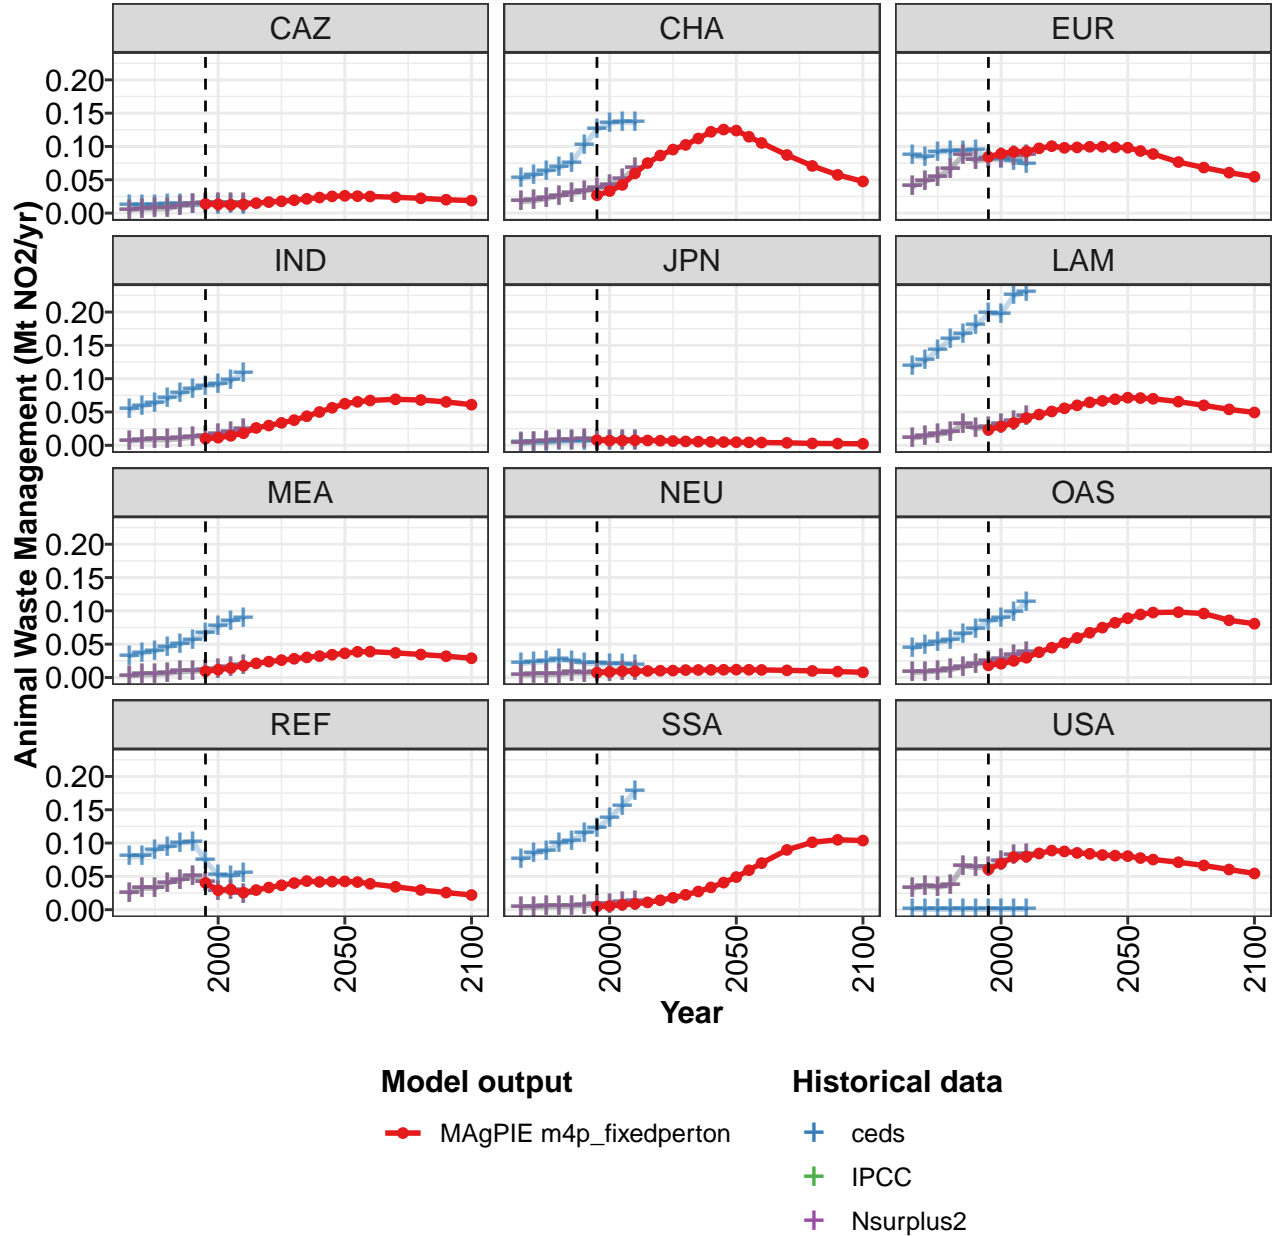 CAZ CHA EUR
0.20
0.15
0.10
0.05
0.00
IND JPN LAM
0.20
0.15
0.10
0.05
0.00
MEA NEU OAS
0.20
0.15
0.10
0.05
0.00
REF SSA USA
0.20
0.15
0.10
0.05
0.00
Animal Waste Management (Mt NO2/yr)
2000 2050 2100 2000 2050 2100 2000 2050 2100
Year
Model output
MAgPIE m4p_fixedperton
Historical data
ceds
IPCC
Nsurplus2